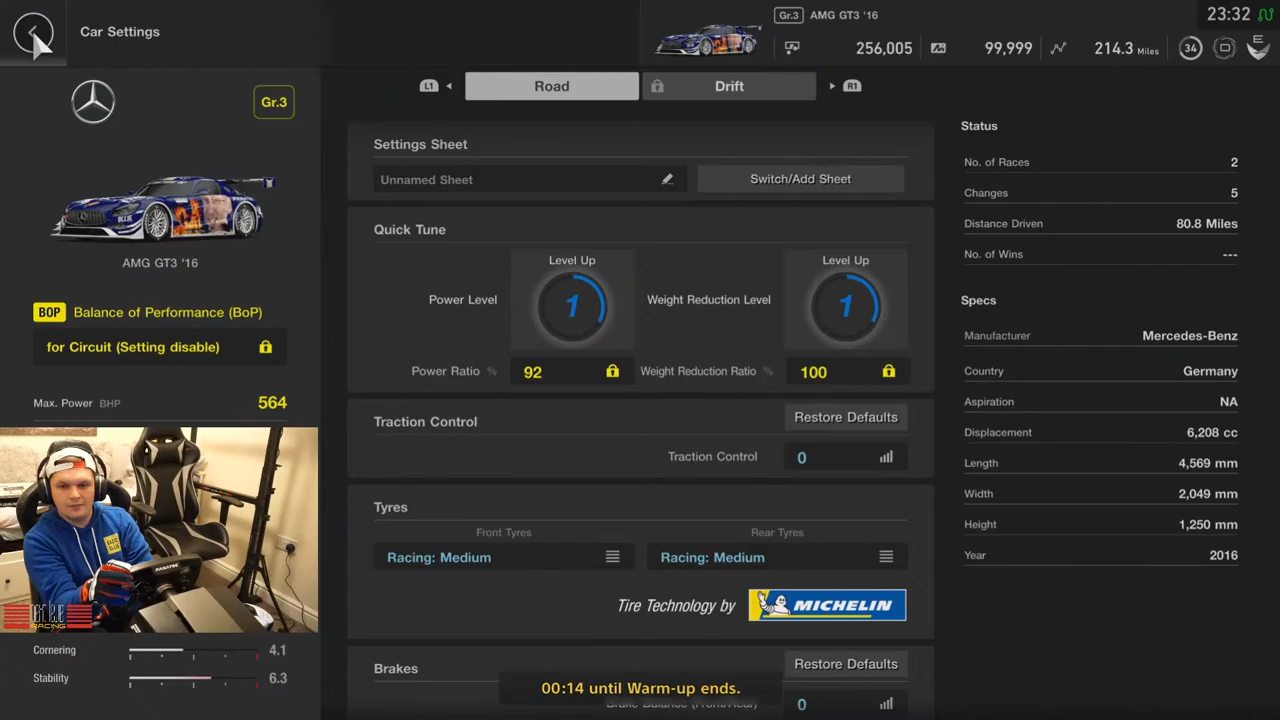 Car Settings
Gr.3 AMG GT3 '16
23:32
256,005 99,999 214.3 Miles 34 E
L1 Road Drift R1
Gr.3
AMG GT3 '16
BOP Balance of Performance (BoP)
for Circuit (Setting disable)
Max. Power BHP 564
Cornering 4.1
Stability 6.3
Settings Sheet
Unnamed Sheet Switch/Add Sheet
Quick Tune
Level Up Level Up
Power Level 1 Weight Reduction Level 1
Power Ratio % 92 Weight Reduction Ratio % 100
Traction Control Restore Defaults
Traction Control 0
Tyres
Front Tyres Rear Tyres
Racing: Medium Racing: Medium
Tire Technology by MICHELIN
Brakes Restore Defaults
00:14 until Warm-up ends.
0
Status
No. of Races 2
Changes 5
Distance Driven 80.8 Miles
No. of Wins ---
Specs
Manufacturer Mercedes-Benz
Country Germany
Aspiration NA
Displacement 6,208 cc
Length 4,569 mm
Width 2,049 mm
Height 1,250 mm
Year 2016
FANATEC
RACING